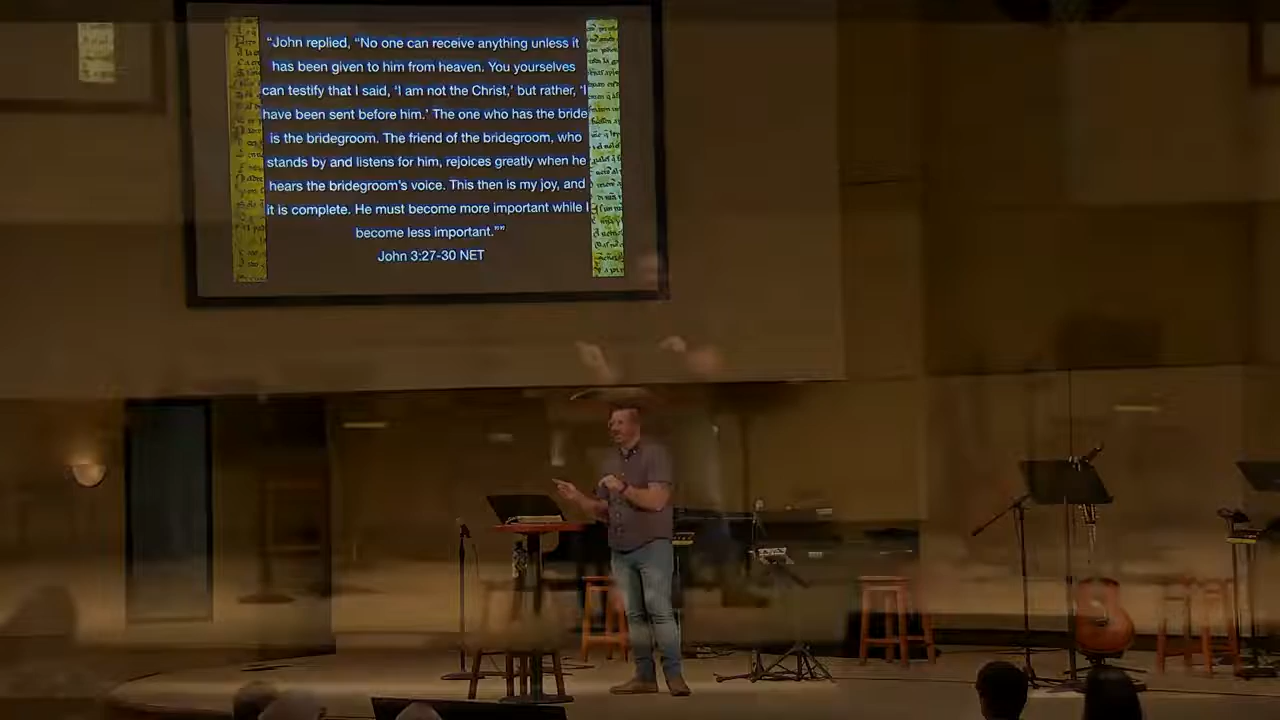 “John replied, “No one can receive anything unless it
has been given to him from heaven. You yourselves
can testify that I said, ‘I am not the Christ,’ but rather, ‘I
have been sent before him.’ The one who has the bride
is the bridegroom. The friend of the bridegroom, who
stands by and listens for him, rejoices greatly when he
hears the bridegroom’s voice. This then is my joy, and
it is complete. He must become more important while I
become less important.””
John 3:27-30 NET